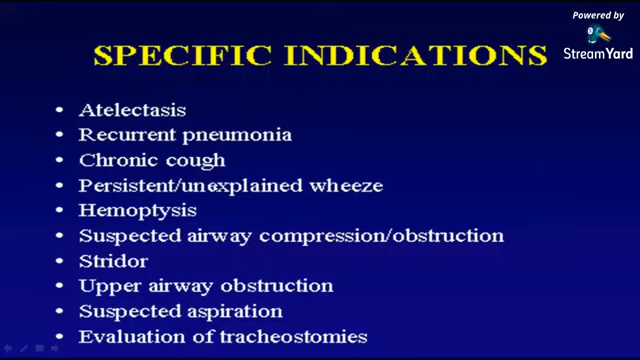 Powered by
StreamYard
SPECIFIC INDICATIONS
• Atelectasis
• Recurrent pneumonia
• Chronic cough
• Persistent/unexplained wheeze
• Hemoptysis
• Suspected airway compression/obstruction
• Stridor
• Upper airway obstruction
• Suspected aspiration
• Evaluation of tracheostomies